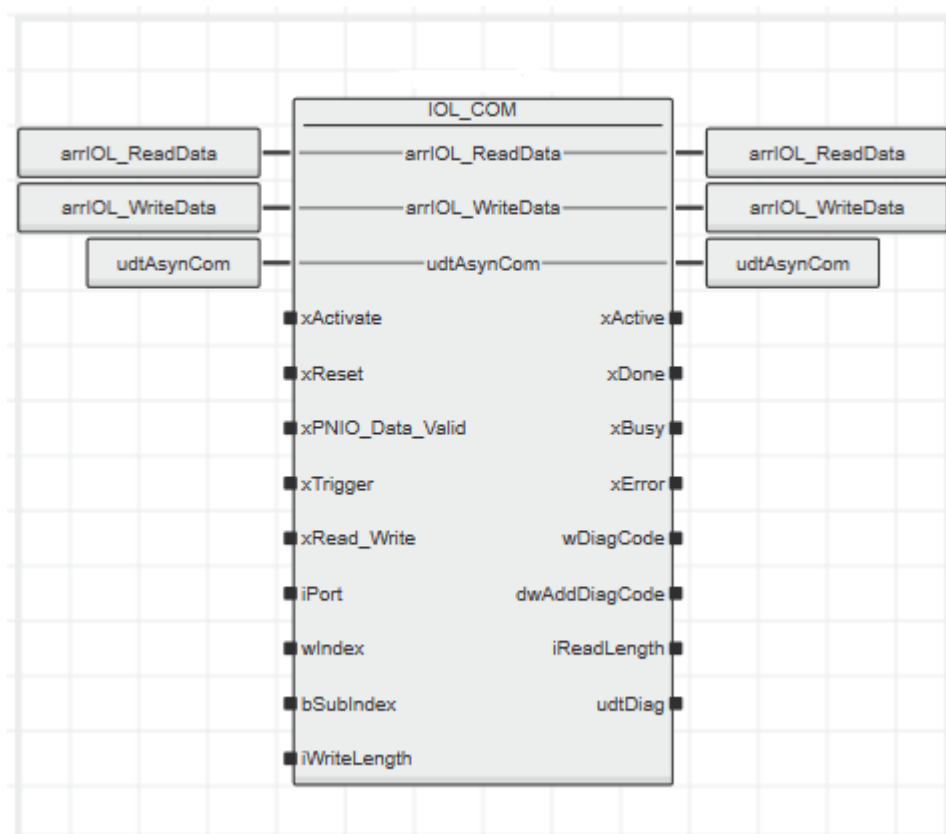 IOL_COM
arrIOL_ReadData arrIOL_ReadData arrIOL_ReadData
arrIOL_WriteData arrIOL_WriteData arrIOL_WriteData
udtAsynCom udtAsynCom udtAsynCom
xActivate xActive
xReset xDone
xPNIO_Data_Valid xBusy
xTrigger xError
xRead_Write wDiagCode
iPort dwAddDiagCode
wIndex iReadLength
bSubIndex udtDiag
iWriteLength